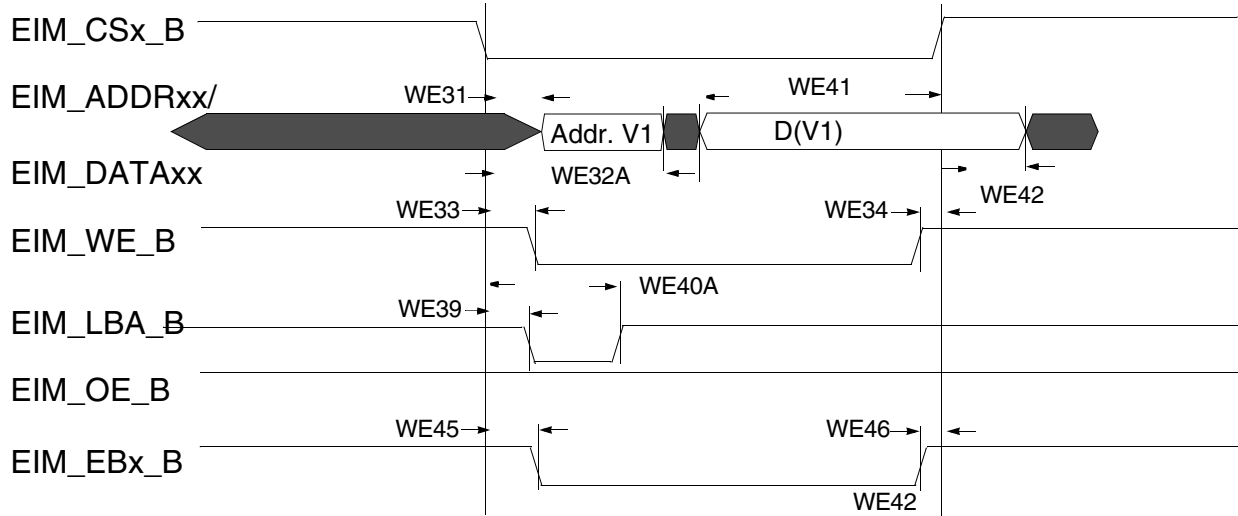 EIM_CSx_B
EIM_ADDRxx/
WE31
WE41
Addr. V1
D(V1)
EIM_DATAxx
WE32A
WE42
WE33
WE34
EIM_WE_B
WE40A
WE39
EIM_LBA_B
EIM_OE_B
WE45
WE46
EIM_EBx_B
WE42